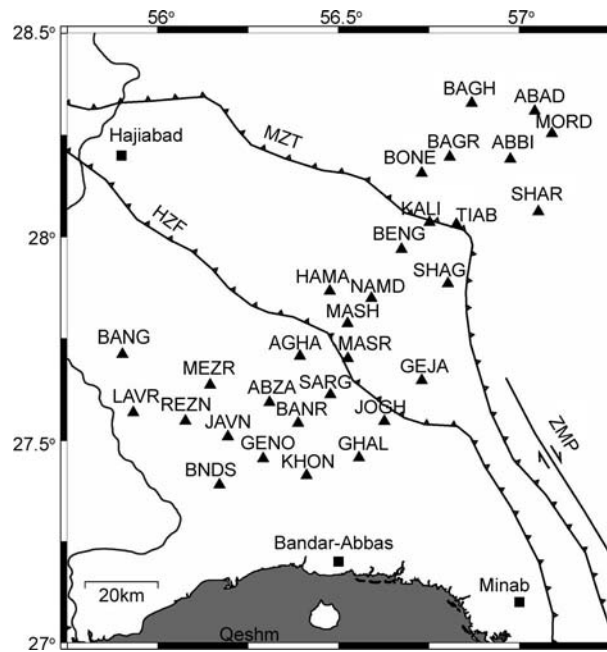 56° 56.5° 57°
28.5°
BAGH
ABAD
MORD
Hajiabad
MZT
BAGR
ABBI
BONE
SHAR
HZF
KALI
TIAB
28°
BENG
SHAG
HAMA
NAMD
MASH
BANG
AGHA
MASR
MEZR
GEJA
LAVR
ABZA
SARG
REZN
BANR
JOGH
27.5°
JAVN
ZMP
GENO
GHAL
KHON
BNDS
Bandar-Abbas
20km
Minab
27°
Qeshm